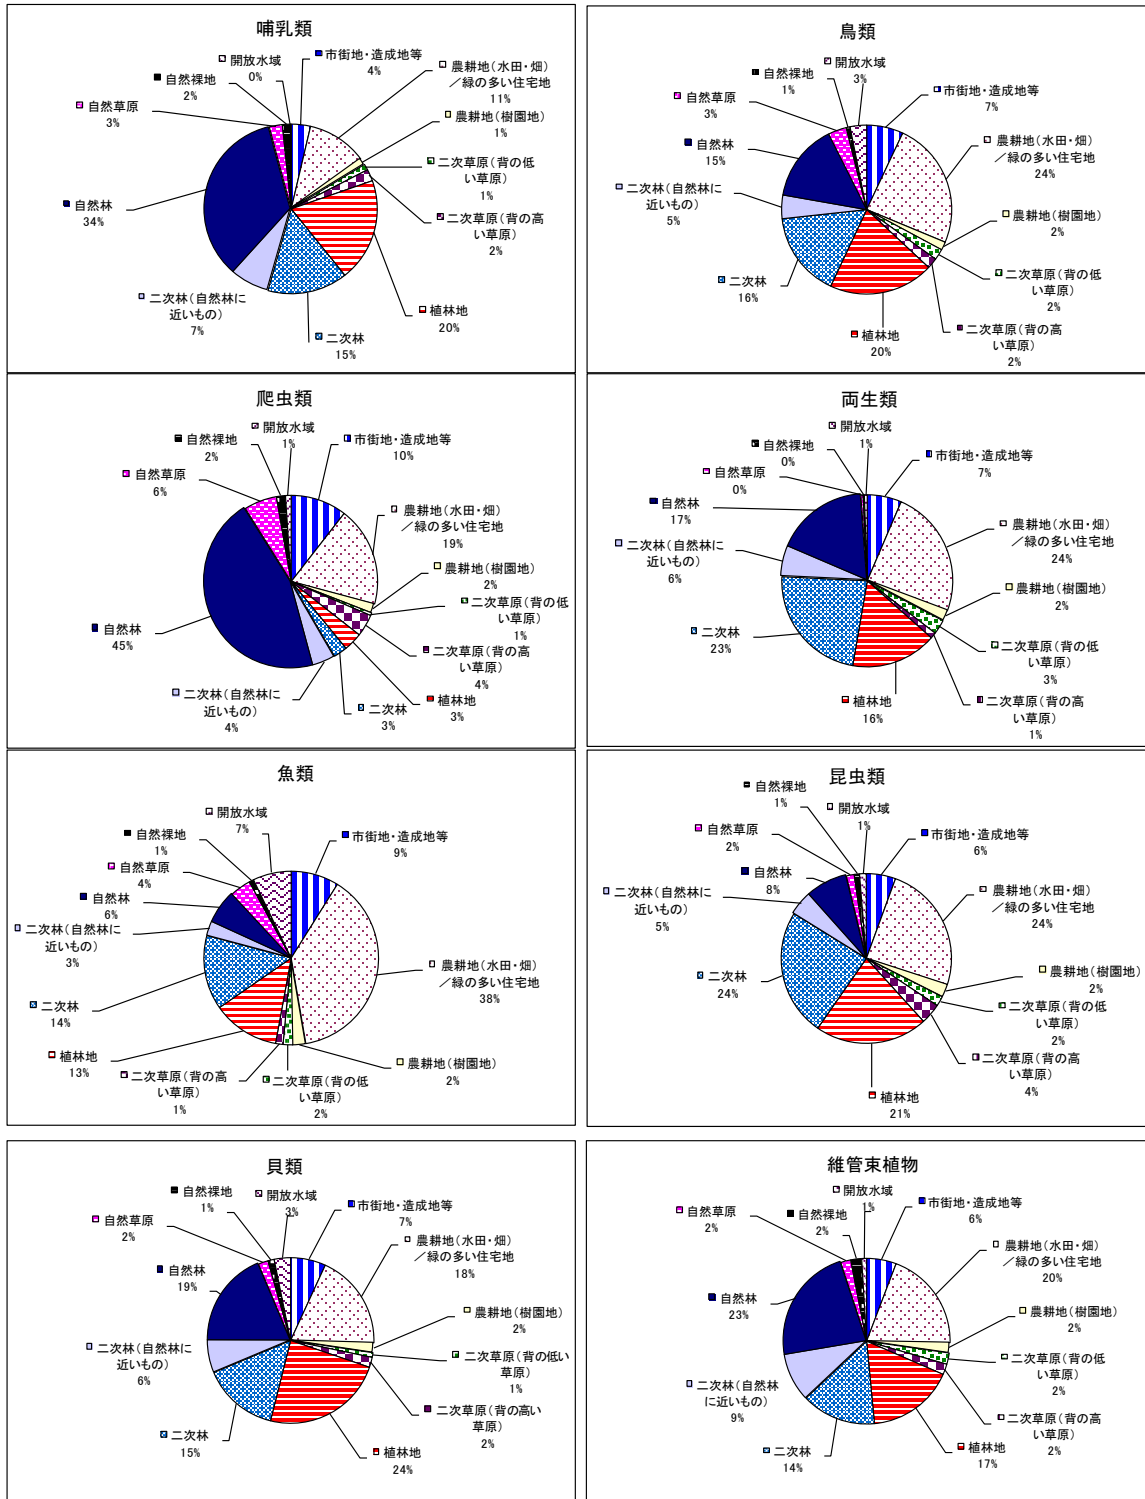 哺乳類
開放水域
0%
市街地・造成地等
4%
自然裸地
2%
農耕地(水田・畑)
／緑の多い住宅地
11%
自然草原
3%
農耕地(樹園地)
1%
二次草原(背の低
い草原)
1%
自然林
34%
二次草原(背の高
い草原)
2%
二次林(自然林に
近いもの)
7%
植林地
20%
二次林
15%
鳥類
開放水域
3%
自然裸地
1%
市街地・造成地等
7%
自然草原
3%
自然林
15%
農耕地(水田・畑)
／緑の多い住宅地
24%
二次林(自然林に
近いもの)
5%
農耕地(樹園地)
2%
二次林
16%
二次草原(背の低
い草原)
2%
二次草原(背の高
い草原)
2%
植林地
20%
爬虫類
開放水域
1%
自然裸地
2%
市街地・造成地等
10%
自然草原
6%
農耕地(水田・畑)
／緑の多い住宅地
19%
農耕地(樹園地)
2%
二次草原(背の低
い草原)
1%
自然林
45%
二次草原(背の高
い草原)
4%
二次林(自然林に
近いもの)
4%
植林地
3%
二次林
3%
両生類
開放水域
1%
自然裸地
0%
市街地・造成地等
7%
自然草原
0%
自然林
17%
農耕地(水田・畑)
／緑の多い住宅地
24%
二次林(自然林に
近いもの)
6%
農耕地(樹園地)
2%
二次林
23%
二次草原(背の低
い草原)
3%
植林地
16%
二次草原(背の高
い草原)
1%
魚類
開放水域
7%
自然裸地
1%
市街地・造成地等
9%
自然草原
4%
自然林
6%
二次林(自然林に
近いもの)
3%
農耕地(水田・畑)
／緑の多い住宅地
38%
二次林
14%
植林地
13%
農耕地(樹園地)
2%
二次草原(背の高
い草原)
1%
二次草原(背の低
い草原)
2%
昆虫類
自然裸地
1%
開放水域
1%
自然草原
2%
市街地・造成地等
6%
自然林
8%
二次林(自然林に
近いもの)
5%
農耕地(水田・畑)
／緑の多い住宅地
24%
二次林
24%
農耕地(樹園地)
2%
二次草原(背の低
い草原)
2%
二次草原(背の高
い草原)
4%
植林地
21%
貝類
自然裸地
1%
開放水域
3%
市街地・造成地等
7%
自然草原
2%
農耕地(水田・畑)
／緑の多い住宅地
18%
自然林
19%
農耕地(樹園地)
2%
二次林(自然林に
近いもの)
6%
二次草原(背の低い
草原)
1%
二次草原(背の高い
草原)
2%
二次林
15%
植林地
24%
維管束植物
開放水域
1%
自然草原
2%
自然裸地
2%
市街地・造成地等
6%
農耕地(水田・畑)
／緑の多い住宅地
20%
自然林
23%
農耕地(樹園地)
2%
二次草原(背の低
い草原)
2%
二次林(自然林
に近いもの)
9%
二次草原(背の高
い草原)
2%
二次林
14%
植林地
17%